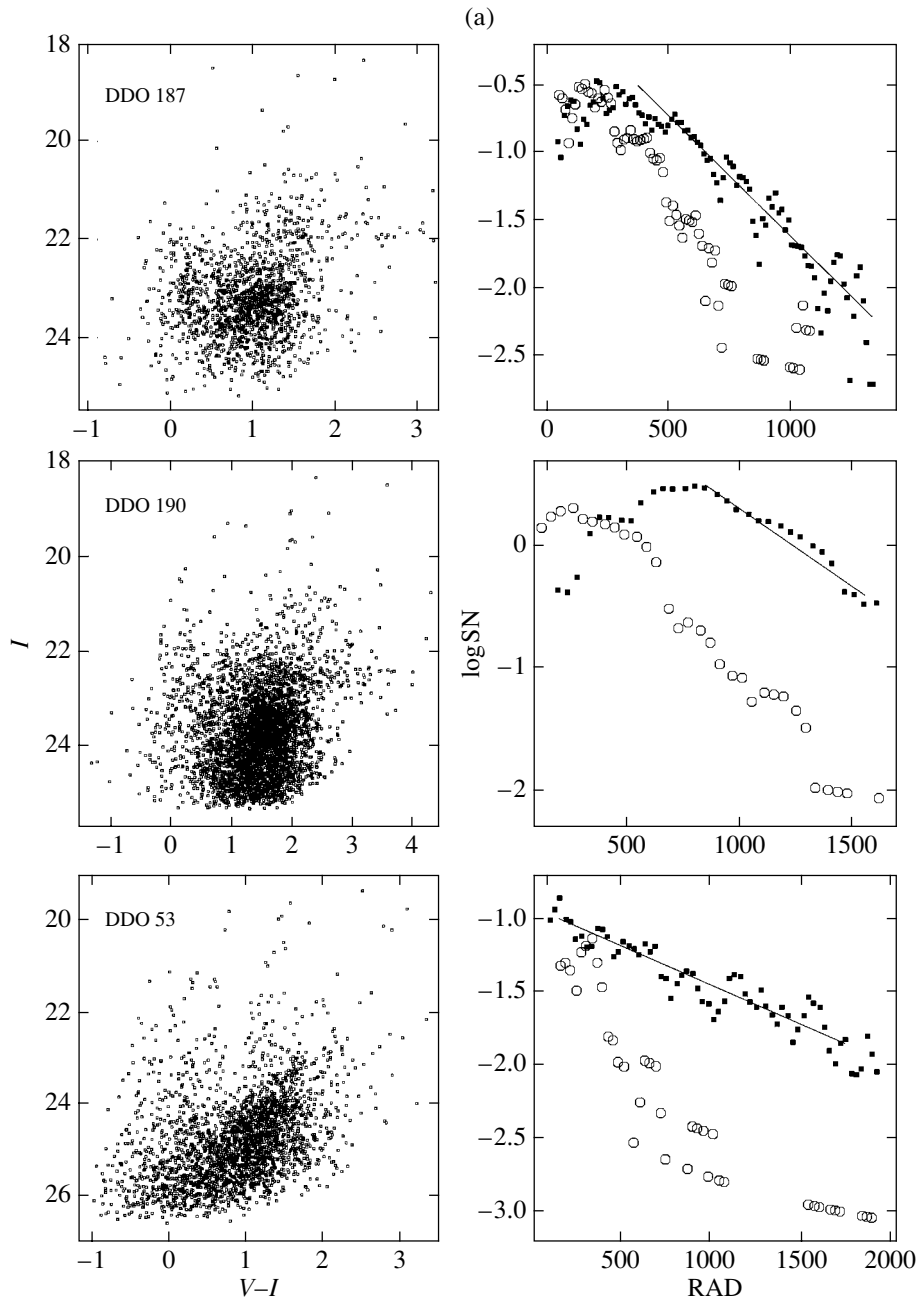 (a)
18
20
22
24
DDO 187
–1 0 1 2 3
–0.5
–1.0
–1.5
–2.0
–2.5
0 500 1000
18
20
22
24
I
DDO 190
–1 0 1 2 3 4
0
–1
–2
logSN
500 1000 1500
20
22
24
26
DDO 53
–1 0 1 2 3
V–I
–1.0
–1.5
–2.0
–2.5
–3.0
500 1000 1500 2000
RAD